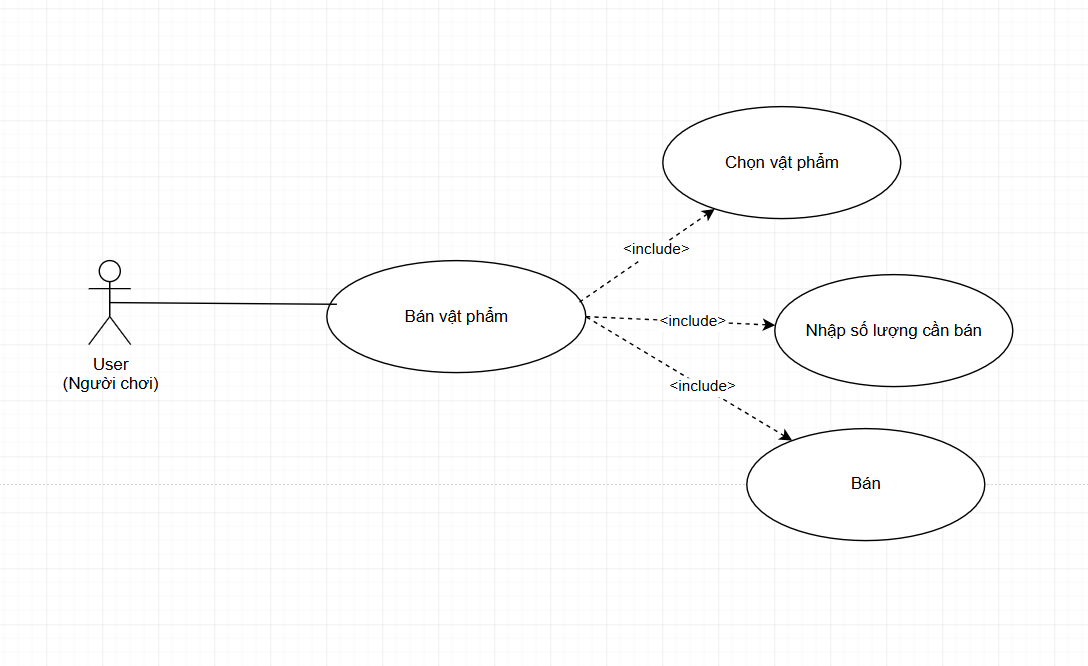 Chọn vật phẩm
<include>
Bán vật phẩm
<include>
Nhập số lượng cần bán
User
(Người chơi)
<include>
Bán